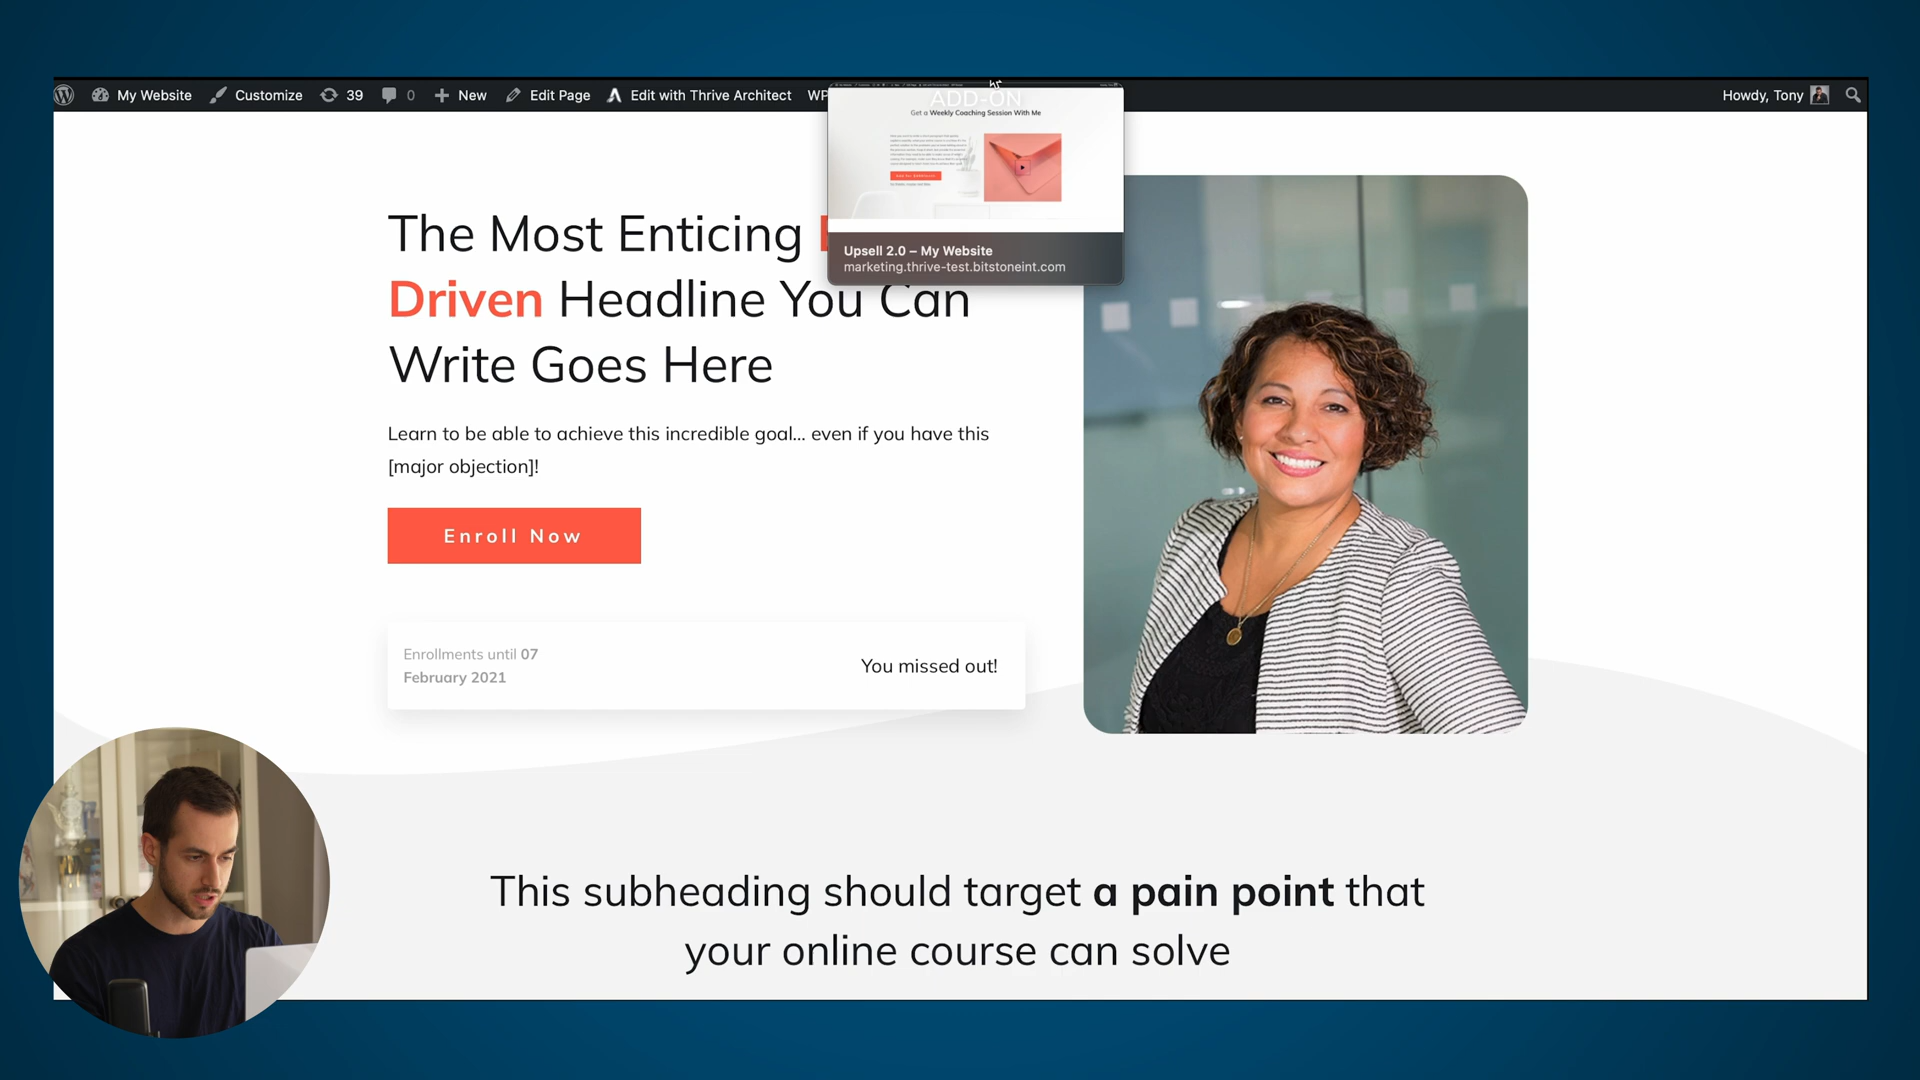 My Website
Customize
39
0
New
Edit Page
Edit with Thrive Architect
WP
Howdy, Tony
ADD-ON
Get a Weekly Coaching Session With Me
Upsell 2.0 – My Website
marketing.thrive-test.bitstoneint.com
The Most Enticing
Driven Headline You Can
Write Goes Here
Learn to be able to achieve this incredible goal... even if you have this
[major objection]!
Enroll Now
Enrollments until 07
February 2021
You missed out!
This subheading should target a pain point that
your online course can solve